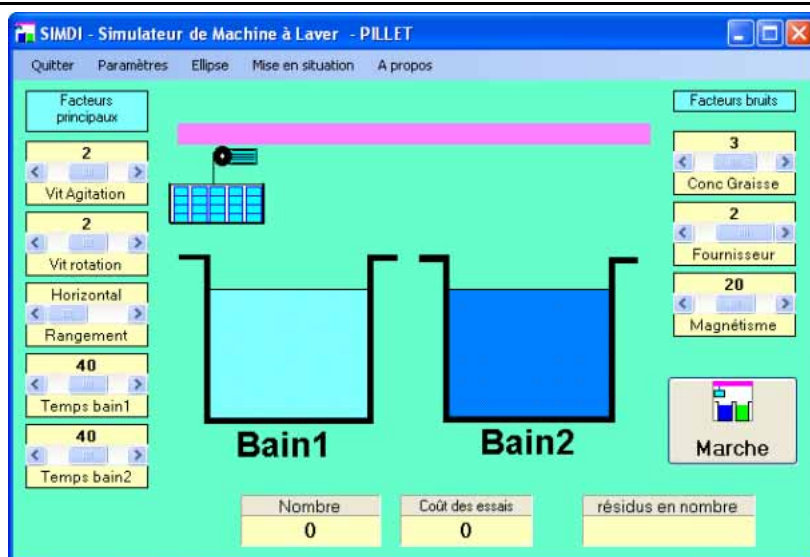 SIMDI - Simulateur de Machine à Laver - PILLET
Quitter Paramètres Ellipse Mise en situation A propos
Facteurs
principaux
2
Vit Agitation
2
Vit rotation
Horizontal
Rangement
40
Temps bain1
40
Temps bain2
Bain1
Bain2
Facteurs bruits
3
Conc Graisse
2
Fournisseur
20
Magnétisme
Marche
Nombre
0
Coût des essais
0
résidus en nombre